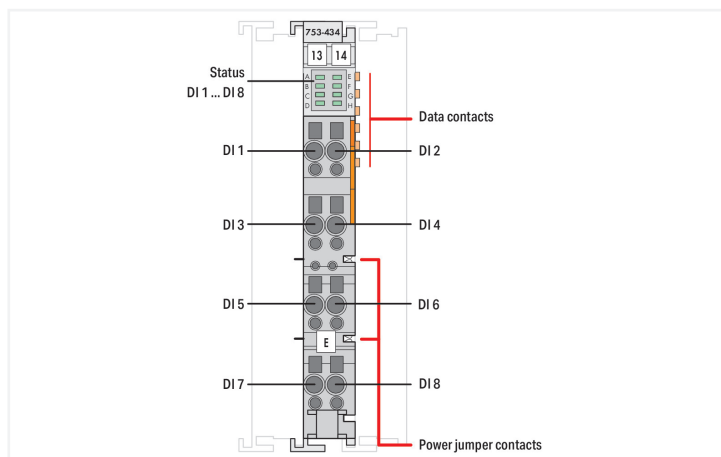 753-434
13 14
Status
DI 1 ... DI 8
A E
B F
C G
D H
Data contacts
DI 1 DI 2
DI 3 DI 4
DI 5 DI 6
E
DI 7 DI 8
Power jumper contacts